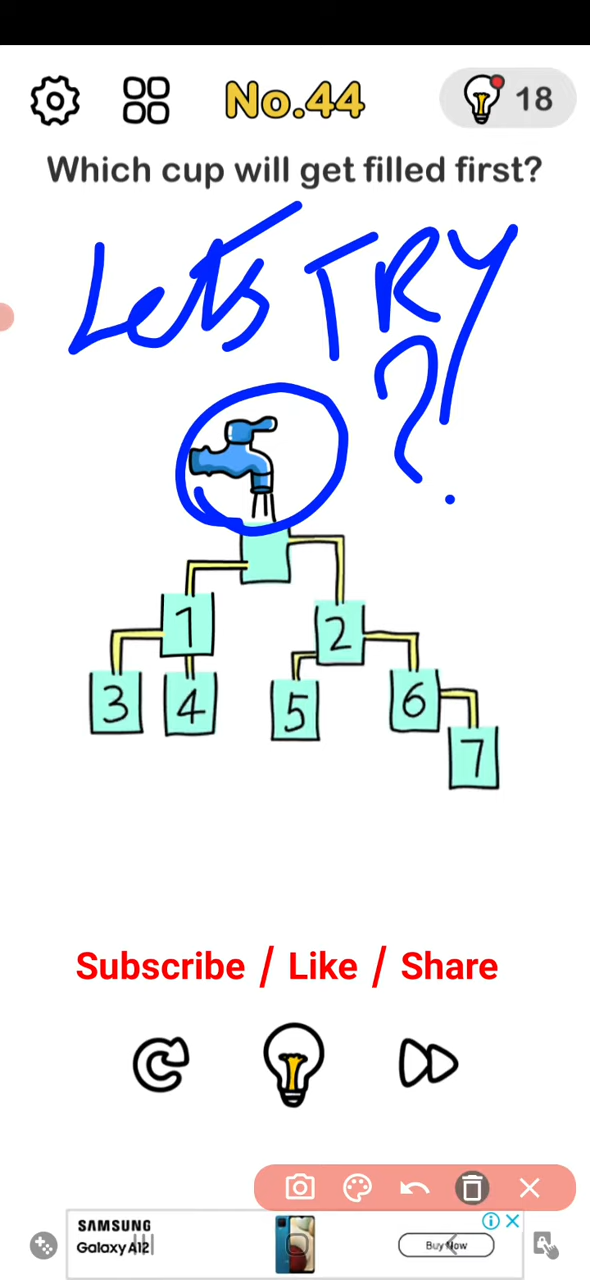 No.44
18
Which cup will get filled first?
Lets TRY
?
1
2
3 4 5 6
7
Subscribe / Like / Share
SAMSUNG
Galaxy A12
Buy Now